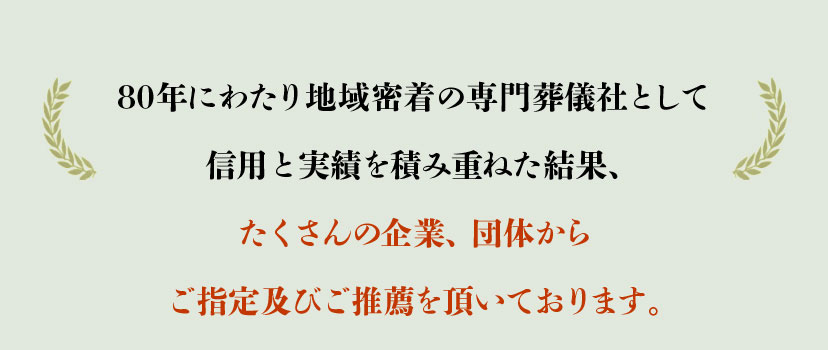 80年にわたり地域密着の専門葬儀社として
信用と実績を積み重ねた結果、
たくさんの企業、団体から
ご指定及びご推薦を頂いております。